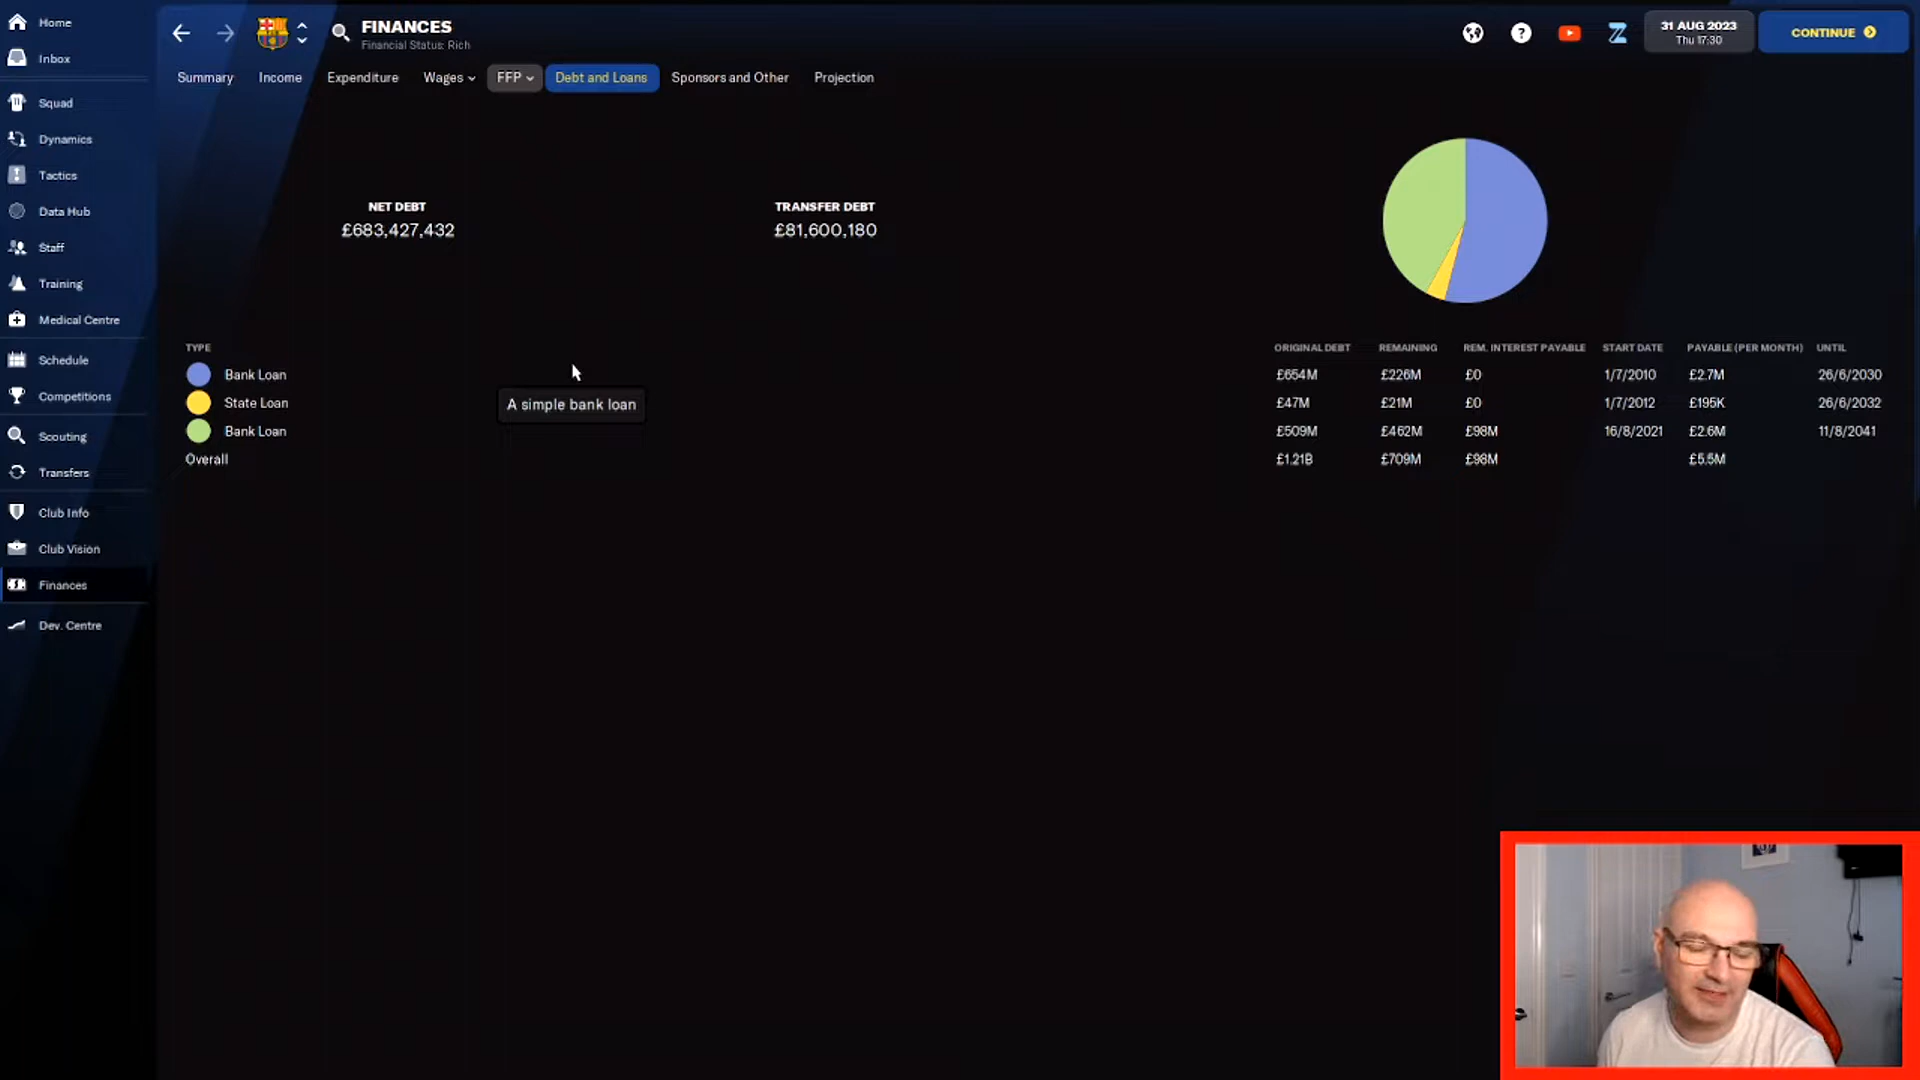 Home
Inbox
Squad
Dynamics
Tactics
Data Hub
Staff
Training
Medical Centre
Schedule
Competitions
Scouting
Transfers
Club Info
Club Vision
Finances
Dev. Centre
FINANCES
Financial Status: Rich
31 AUG 2023
Thu 17:30
CONTINUE
Summary Income Expenditure Wages FFP Debt and Loans Sponsors and Other Projection
NET DEBT TRANSFER DEBT
£683,427,432 £81,600,180
TYPE ORIGINAL DEBT REMAINING REM. INTEREST PAYABLE START DATE PAYABLE (PER MONTH) UNTIL
Bank Loan £654M £226M £0 1/7/2010 £2.7M 26/6/2030
State Loan £47M £21M £0 1/7/2012 £195K 26/6/2032
Bank Loan £509M £462M £98M 16/8/2021 £2.6M 11/8/2041
Overall £1.21B £709M £98M £5.5M
A simple bank loan